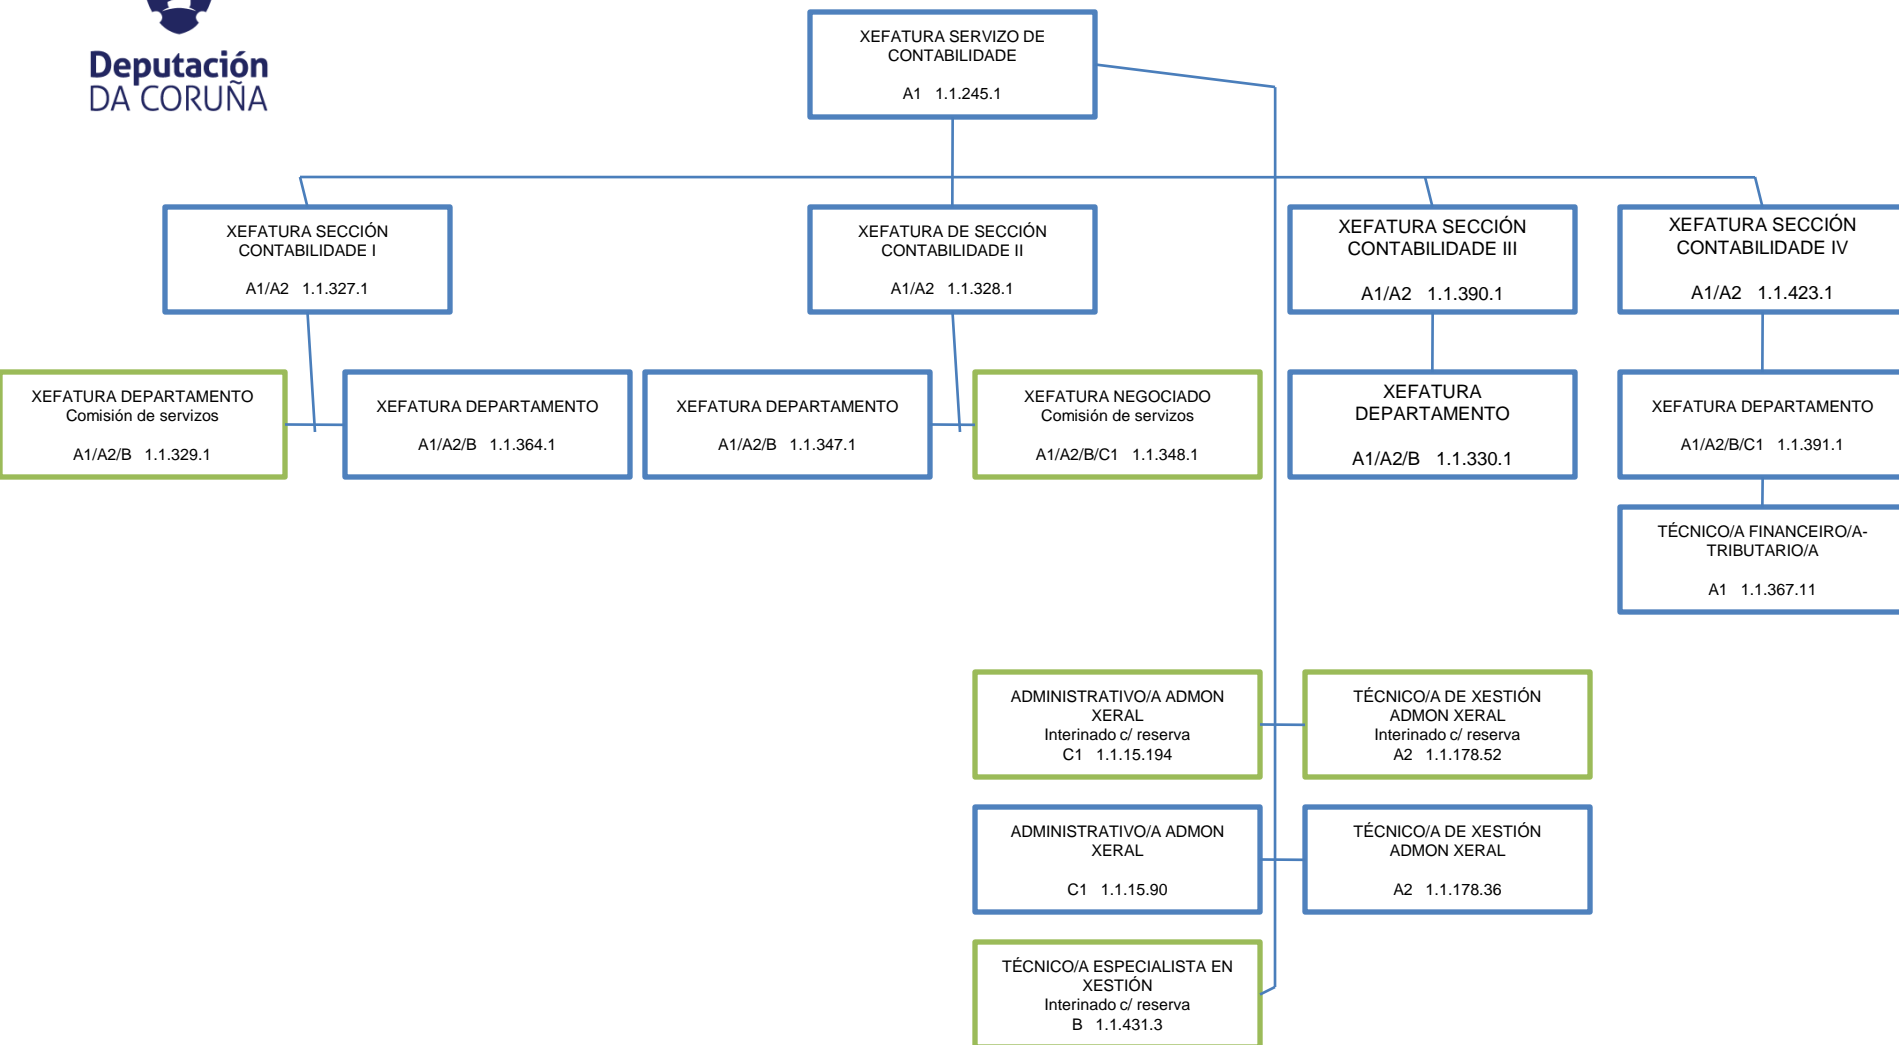 Deputación
DA CORUÑA
XEFATURA SERVIZO DE
CONTABILIDADE
A1 1.1.245.1
XEFATURA SECCIÓN
CONTABILIDADE I
A1/A2 1.1.327.1
XEFATURA DE SECCIÓN
CONTABILIDADE II
A1/A2 1.1.328.1
XEFATURA SECCIÓN
CONTABILIDADE III
A1/A2 1.1.390.1
XEFATURA SECCIÓN
CONTABILIDADE IV
A1/A2 1.1.423.1
XEFATURA DEPARTAMENTO
Comisión de servizos
A1/A2/B 1.1.329.1
XEFATURA DEPARTAMENTO
A1/A2/B 1.1.364.1
XEFATURA DEPARTAMENTO
A1/A2/B 1.1.347.1
XEFATURA NEGOCIADO
Comisión de servizos
A1/A2/B/C1 1.1.348.1
XEFATURA
DEPARTAMENTO
A1/A2/B 1.1.330.1
XEFATURA DEPARTAMENTO
A1/A2/B/C1 1.1.391.1
TÉCNICO/A FINANCEIRO/A-
TRIBUTARIO/A
A1 1.1.367.11
ADMINISTRATIVO/A ADMON
XERAL
Interinado c/ reserva
C1 1.1.15.194
TÉCNICO/A DE XESTIÓN
ADMON XERAL
Interinado c/ reserva
A2 1.1.178.52
ADMINISTRATIVO/A ADMON
XERAL
C1 1.1.15.90
TÉCNICO/A DE XESTIÓN
ADMON XERAL
A2 1.1.178.36
TÉCNICO/A ESPECIALISTA EN
XESTIÓN
Interinado c/ reserva
B 1.1.431.3